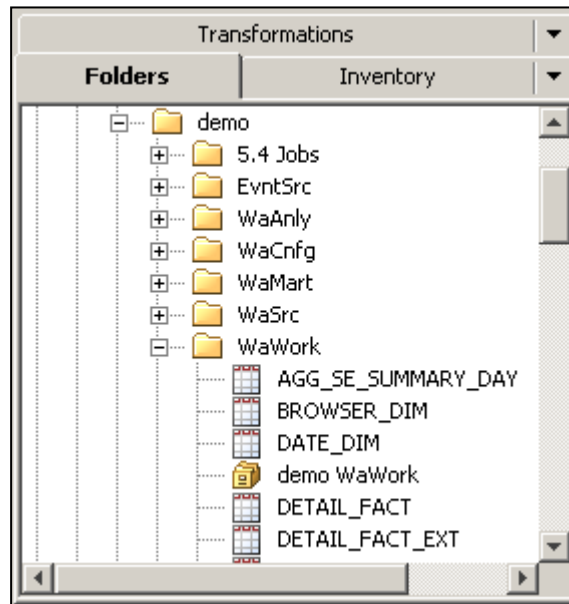 Transformations
Folders Inventory
demo
5.4 Jobs
EvntSrc
WaAnly
WaCnfg
WaMart
WaSrc
WaWork
AGG_SE_SUMMARY_DAY
BROWSER_DIM
DATE_DIM
demo WaWork
DETAIL_FACT
DETAIL_FACT_EXT